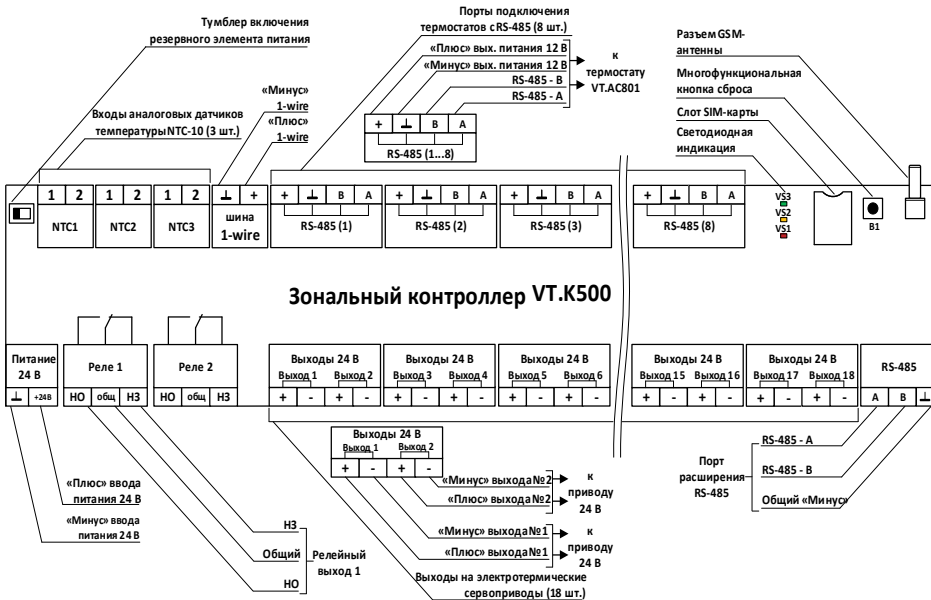 Тумблер включения
резервного элемента питания
Порты подключения
термостатов с RS-485 (8 шт.)
«Плюс» вых. питания 12 В
«Минус» вых. питания 12 В
RS-485 - B
RS-485 - A
к
термостату
VT.AC801
Разъем GSM-
антенны
Многофункциональная
кнопка сброса
Слот SIM-карты
Светодиодная
индикация
Входы аналоговых датчиков
температуры NTC-10 (3 шт.)
«Минус»
1-wire
«Плюс»
1-wire
+ ⊥ B A
RS-485 (1...8)
1 2
NTC1
1 2
NTC2
1 2
NTC3
⊥ +
шина
1-wire
+ ⊥ B A
RS-485 (1)
+ ⊥ B A
RS-485 (2)
+ ⊥ B A
RS-485 (3)
+ ⊥ B A
RS-485 (8)
VS3
VS2
VS1
B1
Зональный контроллер VT.K500
Питание
24 В
⊥ +24В
Реле 1
НО общ НЗ
Реле 2
НО общ НЗ
Выходы 24 В
Выход 1 Выход 2
+ - + -
Выходы 24 В
Выход 3 Выход 4
+ - + -
Выходы 24 В
Выход 5 Выход 6
+ - + -
Выходы 24 В
Выход 15 Выход 16
+ - + -
Выходы 24 В
Выход 17 Выход 18
+ - + -
RS-485
A B ⊥
Выходы 24 В
Выход 1 Выход 2
+ - + -
«Минус» выхода №2
«Плюс» выхода №2
к
приводу
24 В
«Минус» выхода №1
«Плюс» выхода №1
к
приводу
24 В
Выходы на электротермические
сервоприводы (18 шт.)
«Плюс» ввода
питания 24 В
«Минус» ввода
питания 24 В
НЗ
Общий
НО
Релейный
выход 1
Порт
расширения
RS-485
RS-485 - A
RS-485 - B
Общий «Минус»